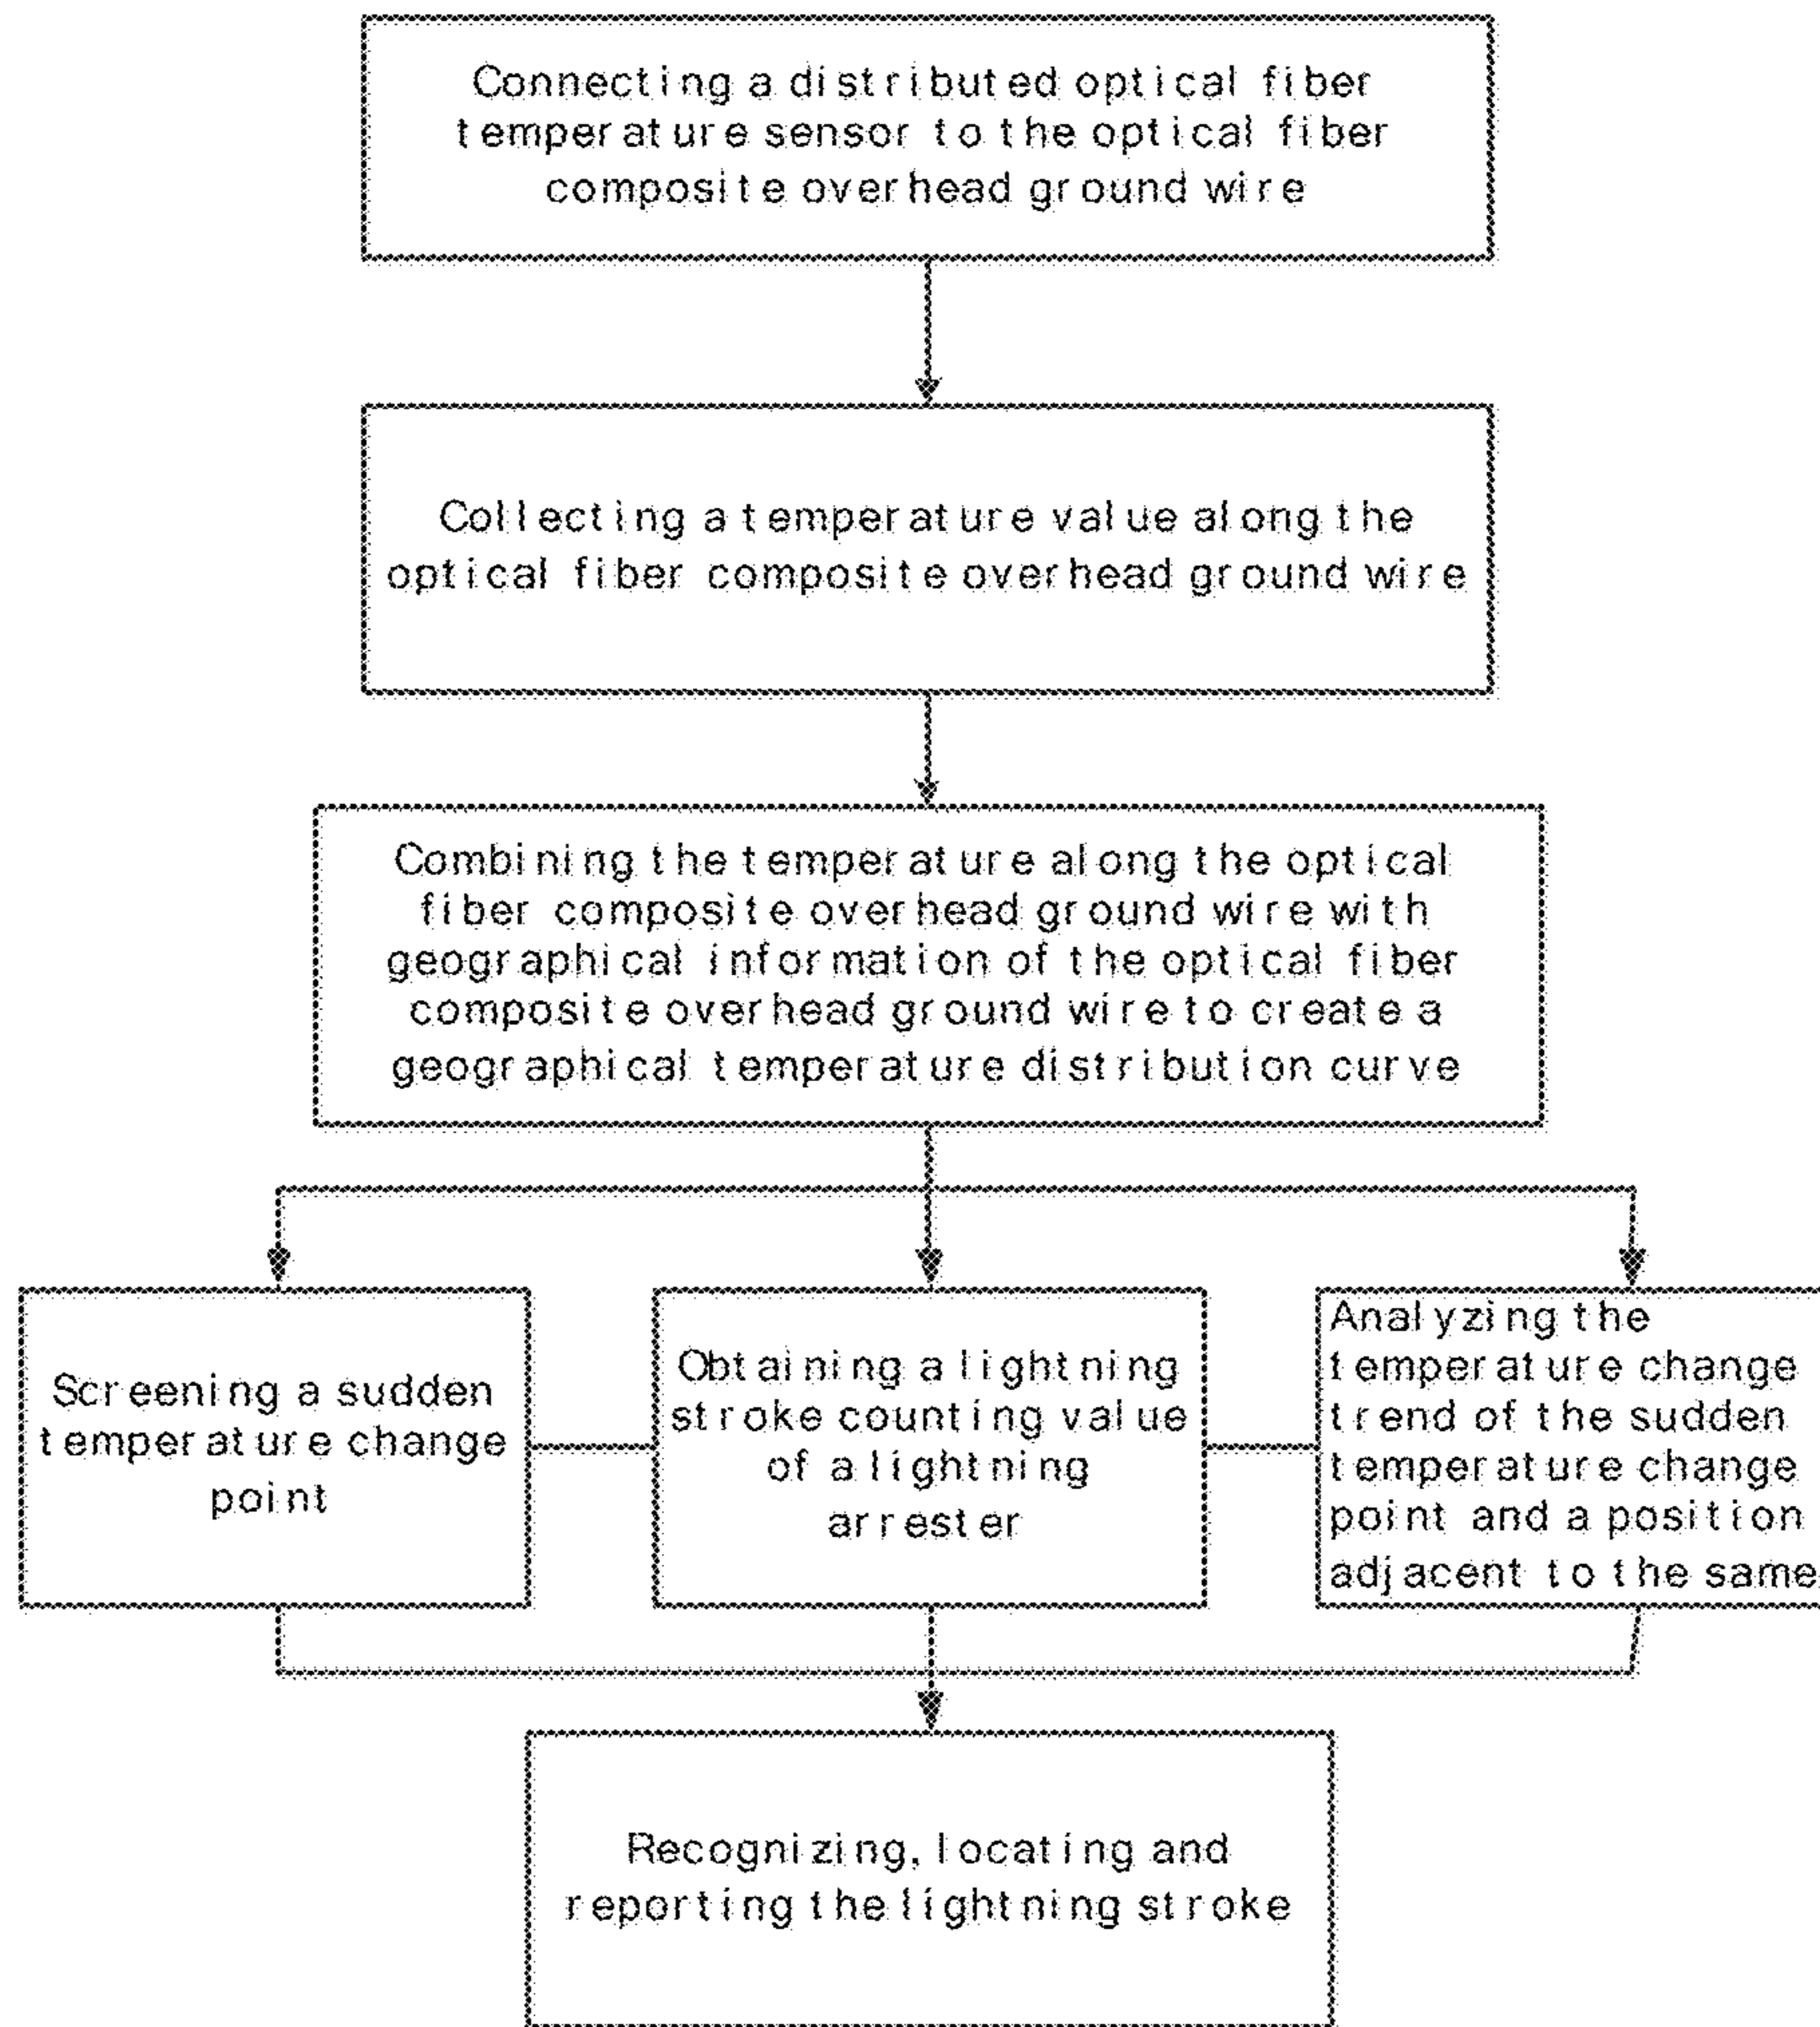 Connecting a distributed optical fiber
temperature sensor to the optical fiber
composite overhead ground wire
Collecting a temperature value along the
optical fiber composite overhead ground wire
Combining the temperature along the optical
fiber composite overhead ground wire with
geographical information of the optical fiber
composite overhead ground wire to create a
geographical temperature distribution curve
Screening a sudden
temperature change
point
Obtaining a lightning
stroke counting value
of a lightning
arrester
Analyzing the
temperature change
trend of the sudden
temperature change
point and a position
adjacent to the same
Recognizing, locating and
reporting the lightning stroke